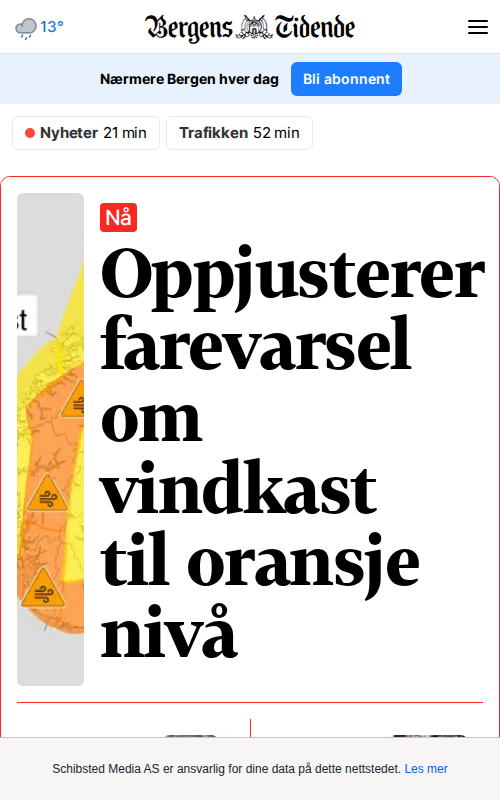 13°
Bergens Tidende
Nærmere Bergen hver dag
Bli abonnent
Nyheter 21 min
Trafikken 52 min
Nå
Oppjusterer
farevarsel
om
vindkast
til oransje
nivå
Schibsted Media AS er ansvarlig for dine data på dette nettstedet. Les mer